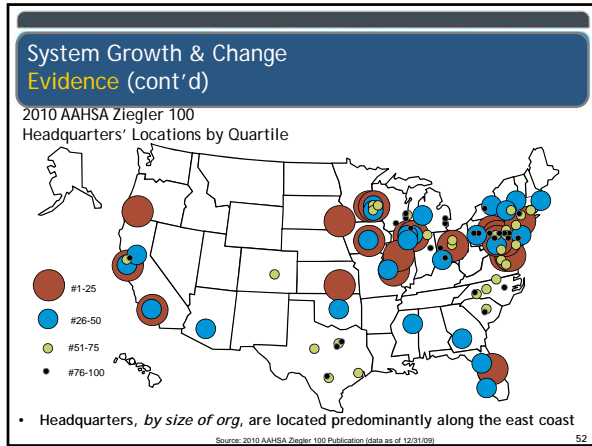 System Growth & Change
Evidence (cont'd)
2010 AAHSA Ziegler 100
Headquarters' Locations by Quartile
#1-25
#26-50
#51-75
#76-100
• Headquarters, by size of org, are located predominantly along the east coast
Source: 2010 AAHSA Ziegler 100 Publication (data as of 12/31/09)
52